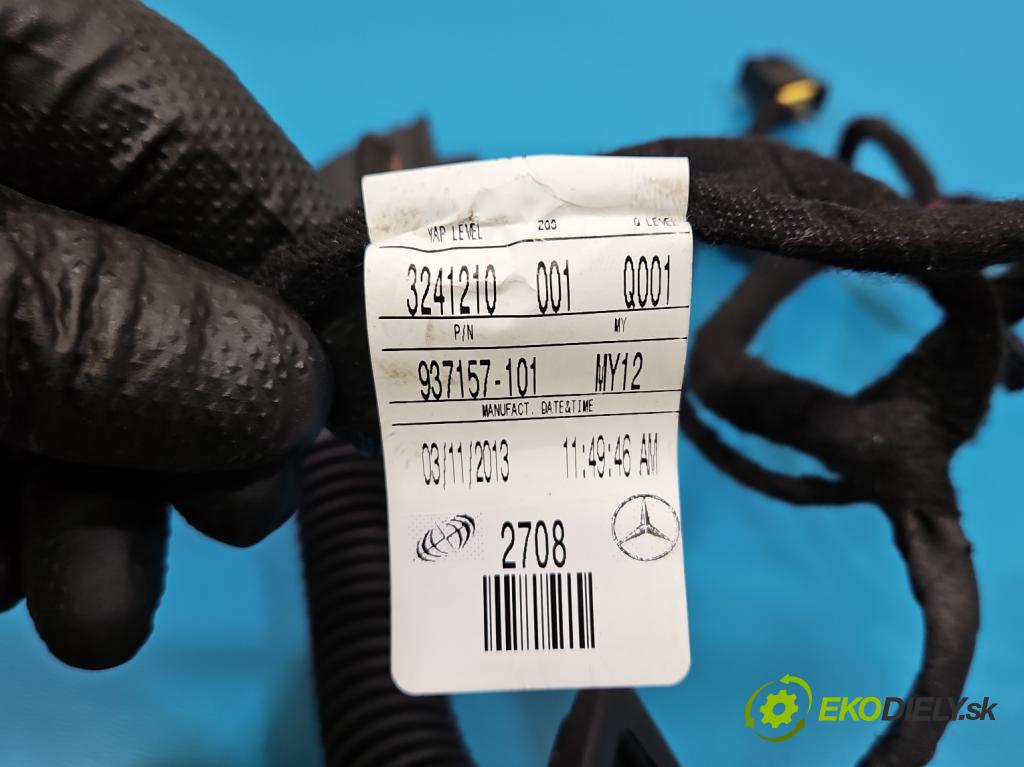 YAP LEVEL ZGS Q LEVEL
3241210 001 Q001
P/N MY
937157-101 MY12
MANUFACT. DATE&TIME
03/11/2013 11:49:46 AM
2708
EKODIELY.sk